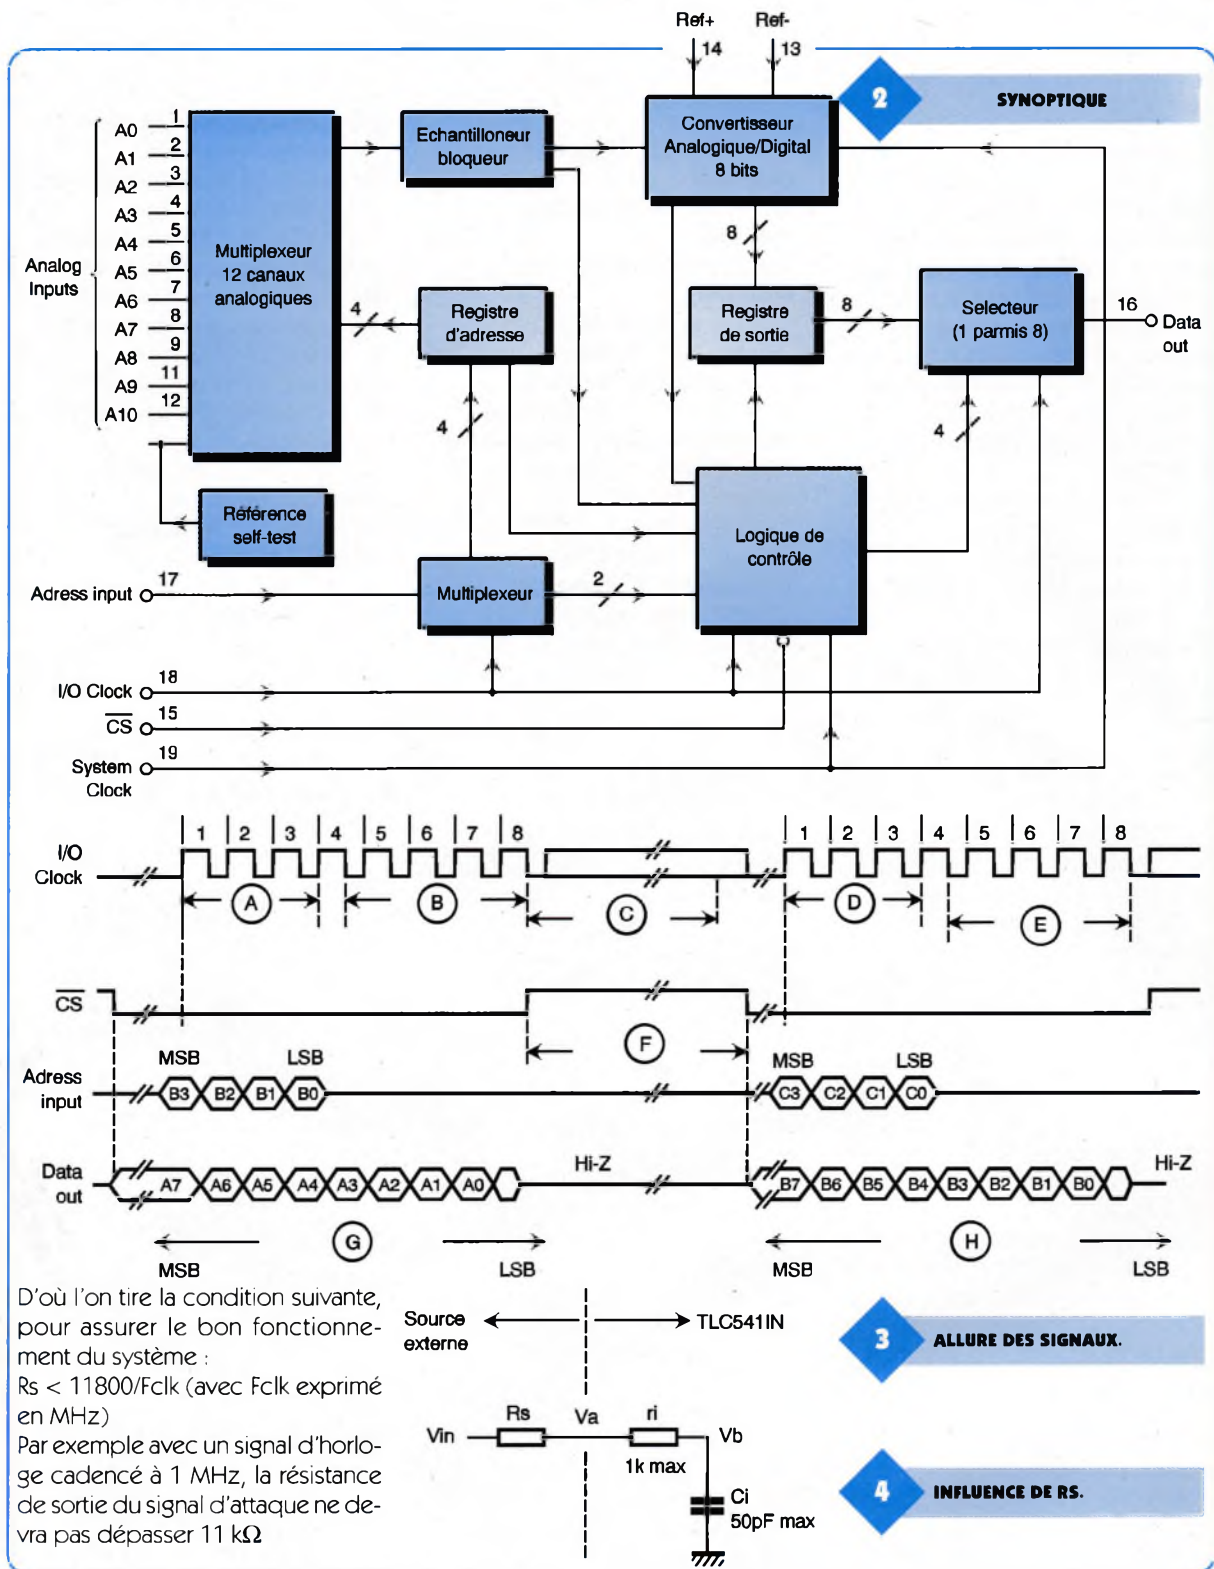 Ref+ Ref-
14 13
2 SYNOPTIQUE
Analog
Inputs
A0 1
A1 2
A2 3
A3 4
A4 5
A5 6
A6 7
A7 8
A8 9
A9 11
A10 12
Multiplexeur
12 canaux
analogiques
Echantilloneur
bloqueur
Convertisseur
Analogique/Digital
8 bits
8
4
Registre
d'adresse
Registre
de sortie
8
Selecteur
(1 parmis 8)
16
Data
out
4
4
Référence
self-test
Logique de
contrôle
Adress input 17
Multiplexeur
2
I/O Clock 18
CS 15
System
Clock
19
1 2 3 4 5 6 7 8
1 2 3 4 5 6 7 8
I/O
Clock
A B C D E
CS
F
MSB LSB
MSB LSB
Adress
input
B3 B2 B1 B0
C3 C2 C1 C0
Data
out
A7 A6 A5 A4 A3 A2 A1 A0
Hi-Z
B7 B6 B5 B4 B3 B2 B1 B0
Hi-Z
G H
MSB LSB
MSB LSB
D'où l'on tire la condition suivante,
pour assurer le bon fonctionne-
ment du système :
Rs < 11800/Fclk (avec Fclk exprimé
en MHz)
Par exemple avec un signal d'horlo-
ge cadencé à 1 MHz, la résistance
de sortie du signal d'attaque ne de-
vra pas dépasser 11 kΩ
Source
externe
TLC541IN
Vin Rs Va ri Vb
1k max
Ci
50pF max
3 ALLURE DES SIGNAUX.
4 INFLUENCE DE RS.